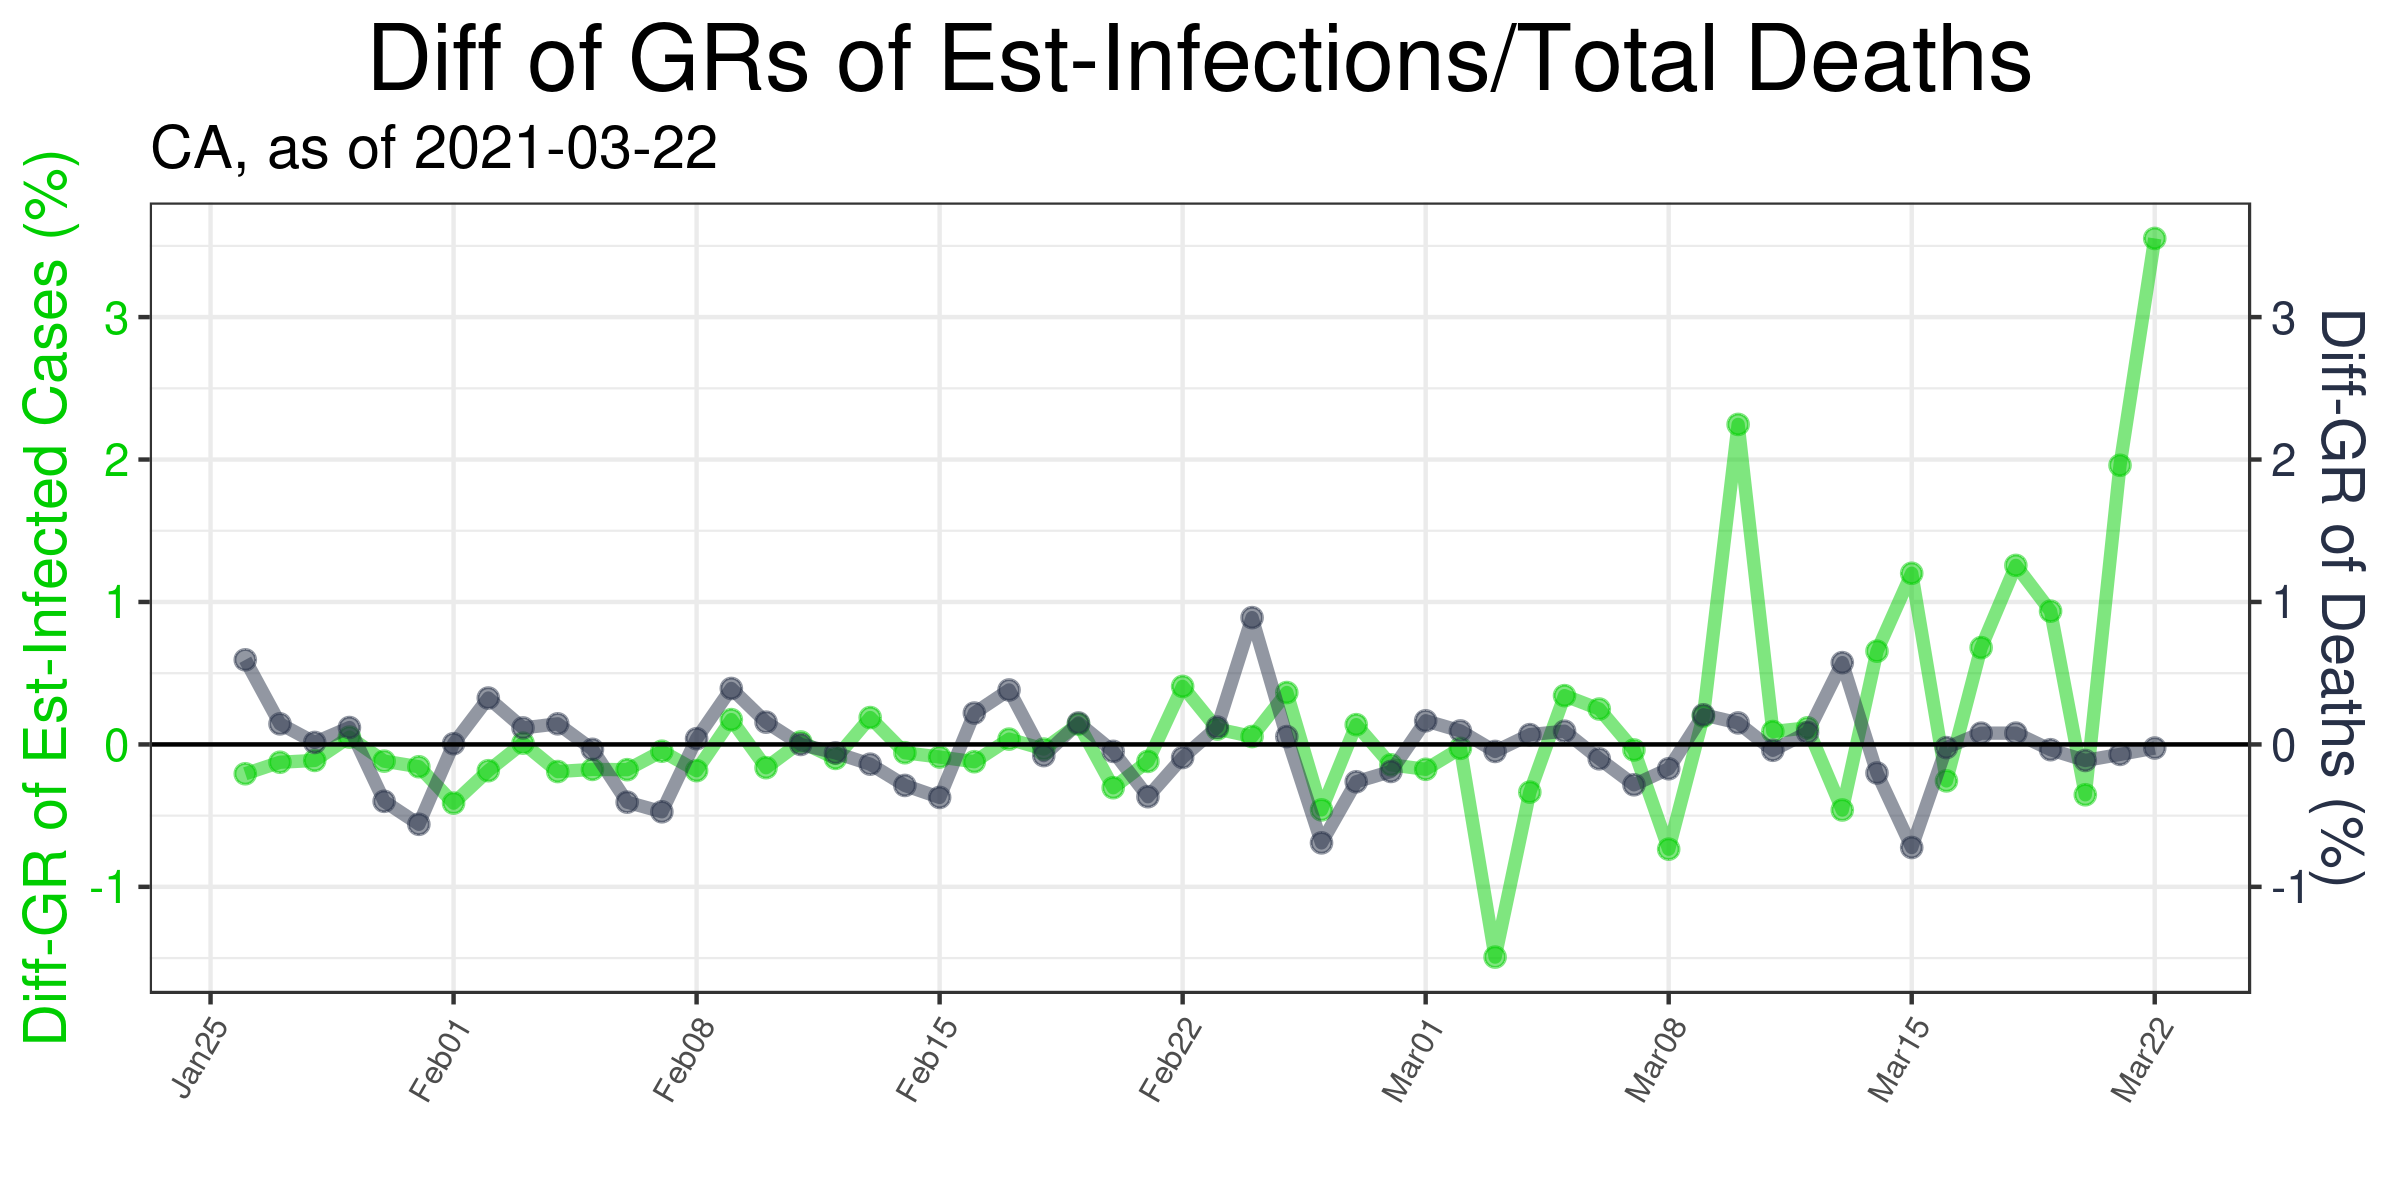 Diff of GRs of Est-Infections/Total Deaths
CA, as of 2021-03-22
Diff-GR of Est-Infected Cases (%)
3
2
1
0
-1
3
2
1
0
-1
Diff-GR of Deaths (%)
Jan25
Feb01
Feb08
Feb15
Feb22
Mar01
Mar08
Mar15
Mar22